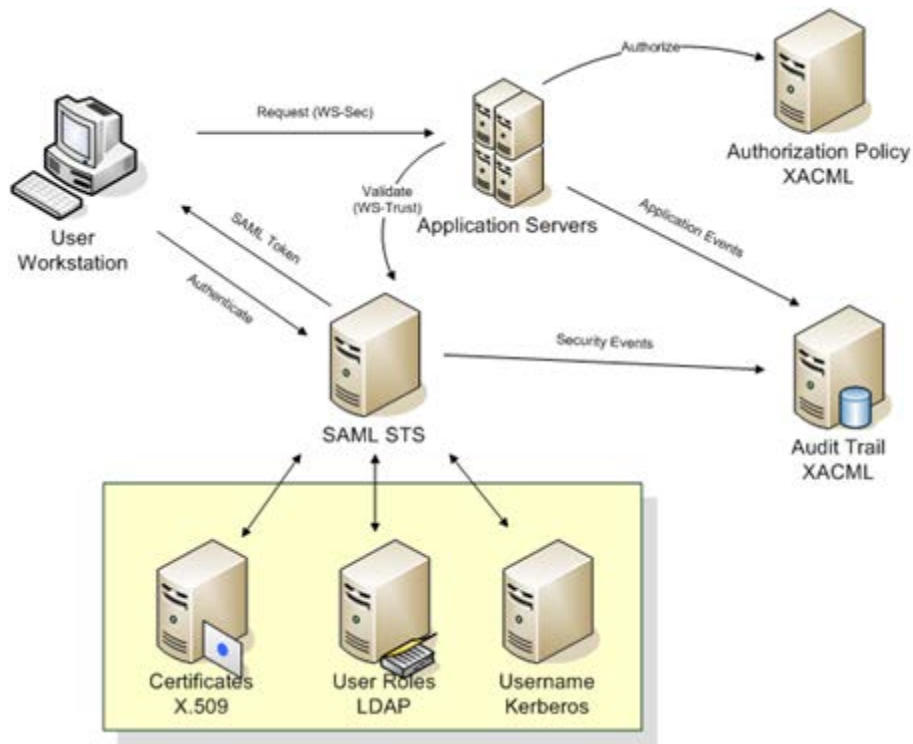 Authorize
Request (WS-Sec)
Authorization Policy
XACML
Validate
(WS-Trust)
Application Servers
User
Workstation
SAML Token
Application Events
Authenticate
Security Events
SAML STS
Audit Trail
XACML
Certificates
X.509
User Roles
LDAP
Username
Kerberos